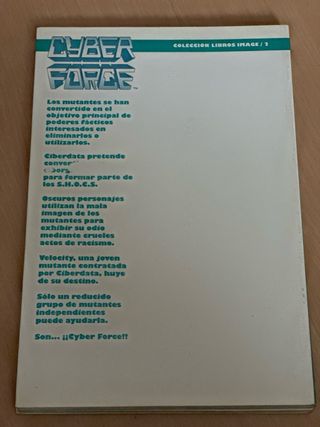 CYBER
FORCE™
COLECCION LIBROS IMAGE / 2
Los mutantes se han
convertido en el
objetivo principal de
poderes fácticos
interesados en
eliminarlos o
utilizarlos.
Ciberdata pretende
conver
borg
para formar parte de
los S.H.O.C.S.
Oscuros personajes
utilizan la mala
imagen de los
mutantes para
exhibir su odio
mediante crueles
actos de racismo.
Velocity, una joven
mutante contratada
por Ciberdata, huye
de su destino.
Sólo un reducido
grupo de mutantes
independientes
puede ayudarla.
Son... ¡¡Cyber Force!!